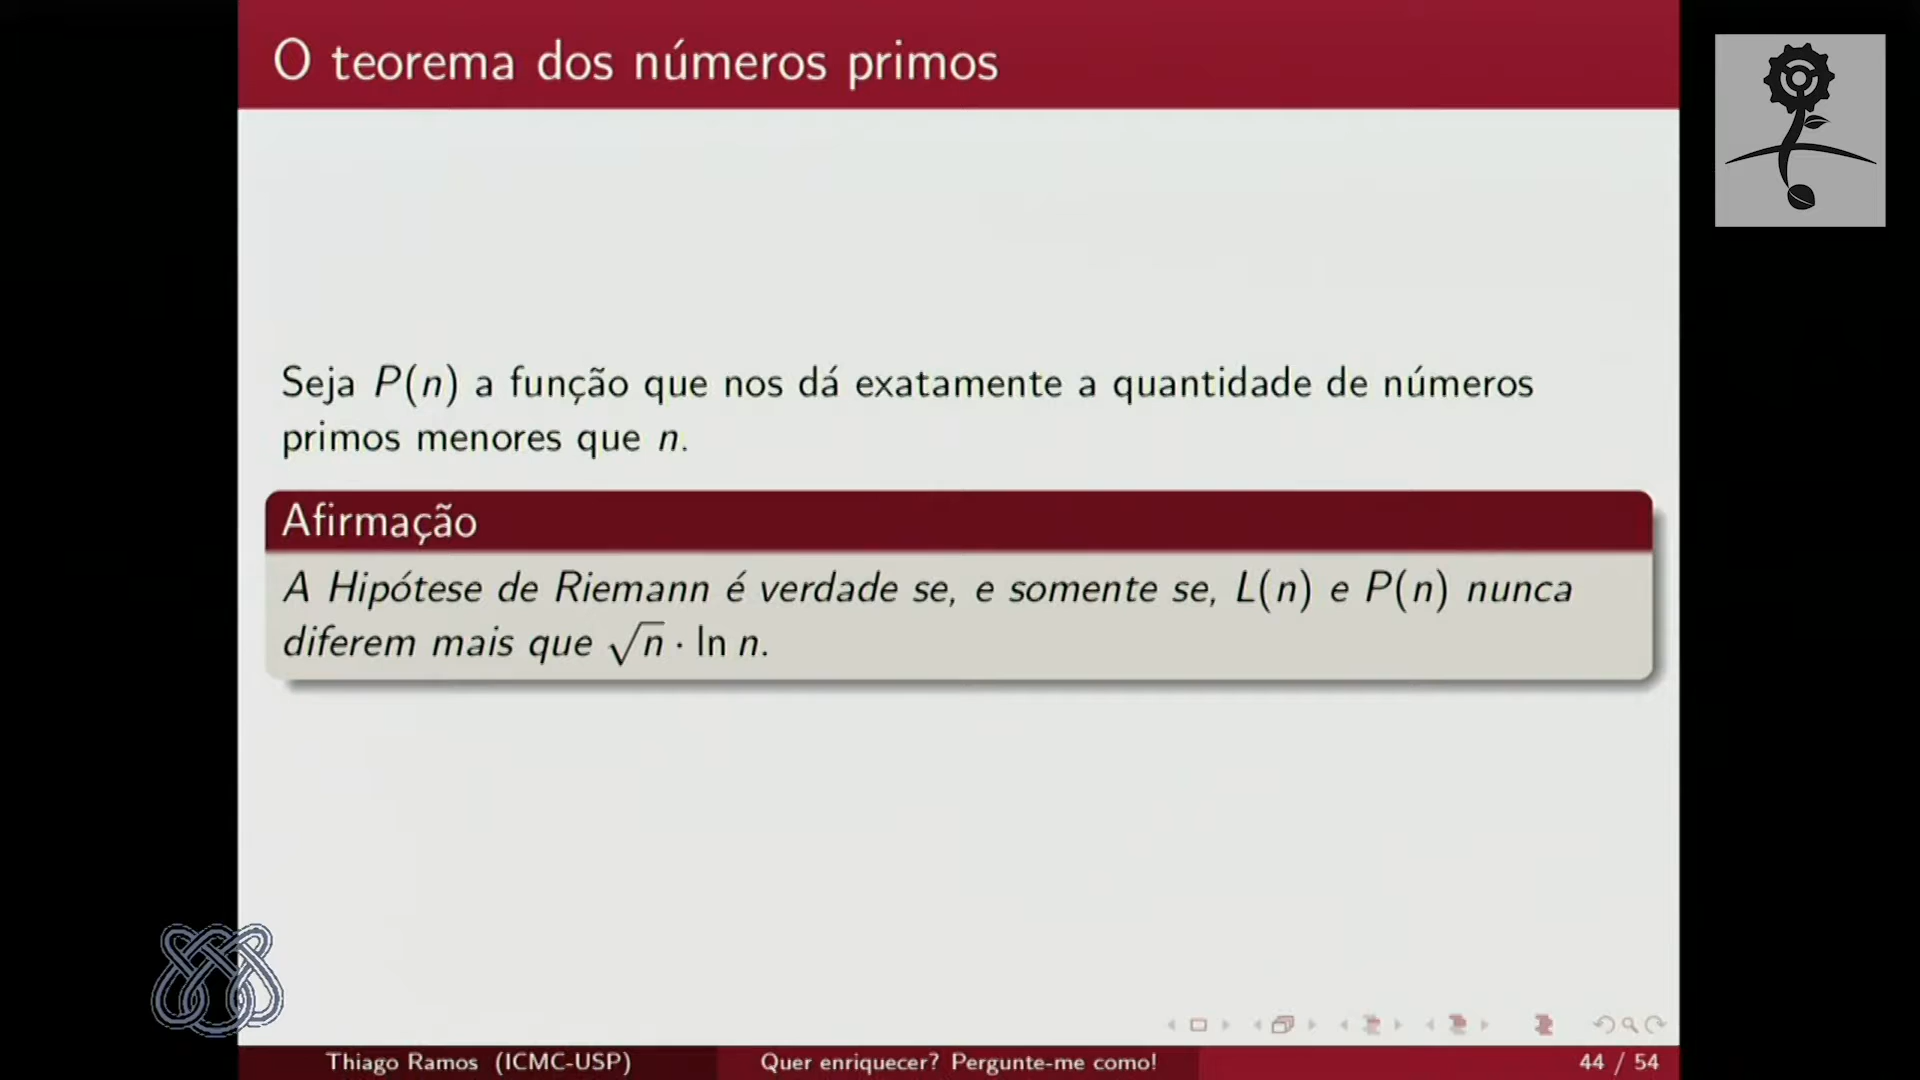 O teorema dos números primos
Seja P(n) a função que nos dá exatamente a quantidade de números
primos menores que n.
Afirmação
A Hipótese de Riemann é verdade se, e somente se, L(n) e P(n) nunca
diferem mais que √n · ln n.
Thiago Ramos (ICMC-USP) Quer enriquecer? Pergunte-me como! 44 / 54